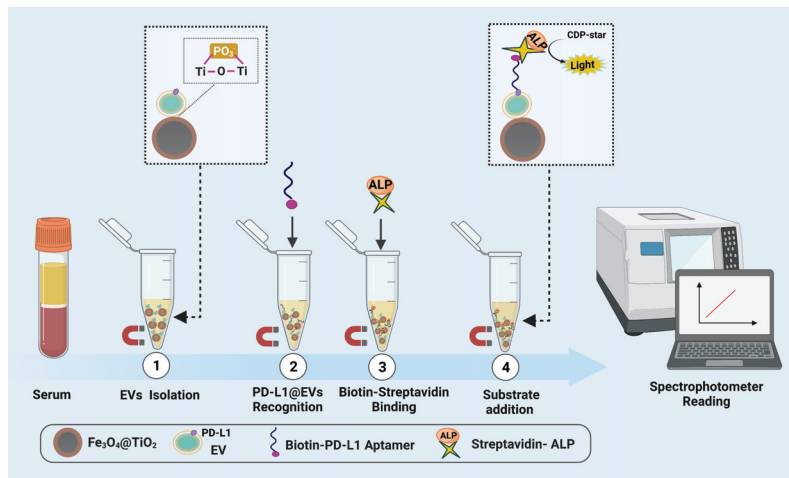 PO₃⁻
Ti-O-Ti
ALP
CDP-star
Light
ALP
1
2
3
4
Serum
EVs Isolation
PD-L1@EVs
Recognition
Biotin-Streptavidin
Binding
Substrate
addition
Spectrophotometer
Reading
Fe₃O₄@TiO₂
PD-L1
EV
Biotin-PD-L1 Aptamer
ALP
Streptavidin- ALP